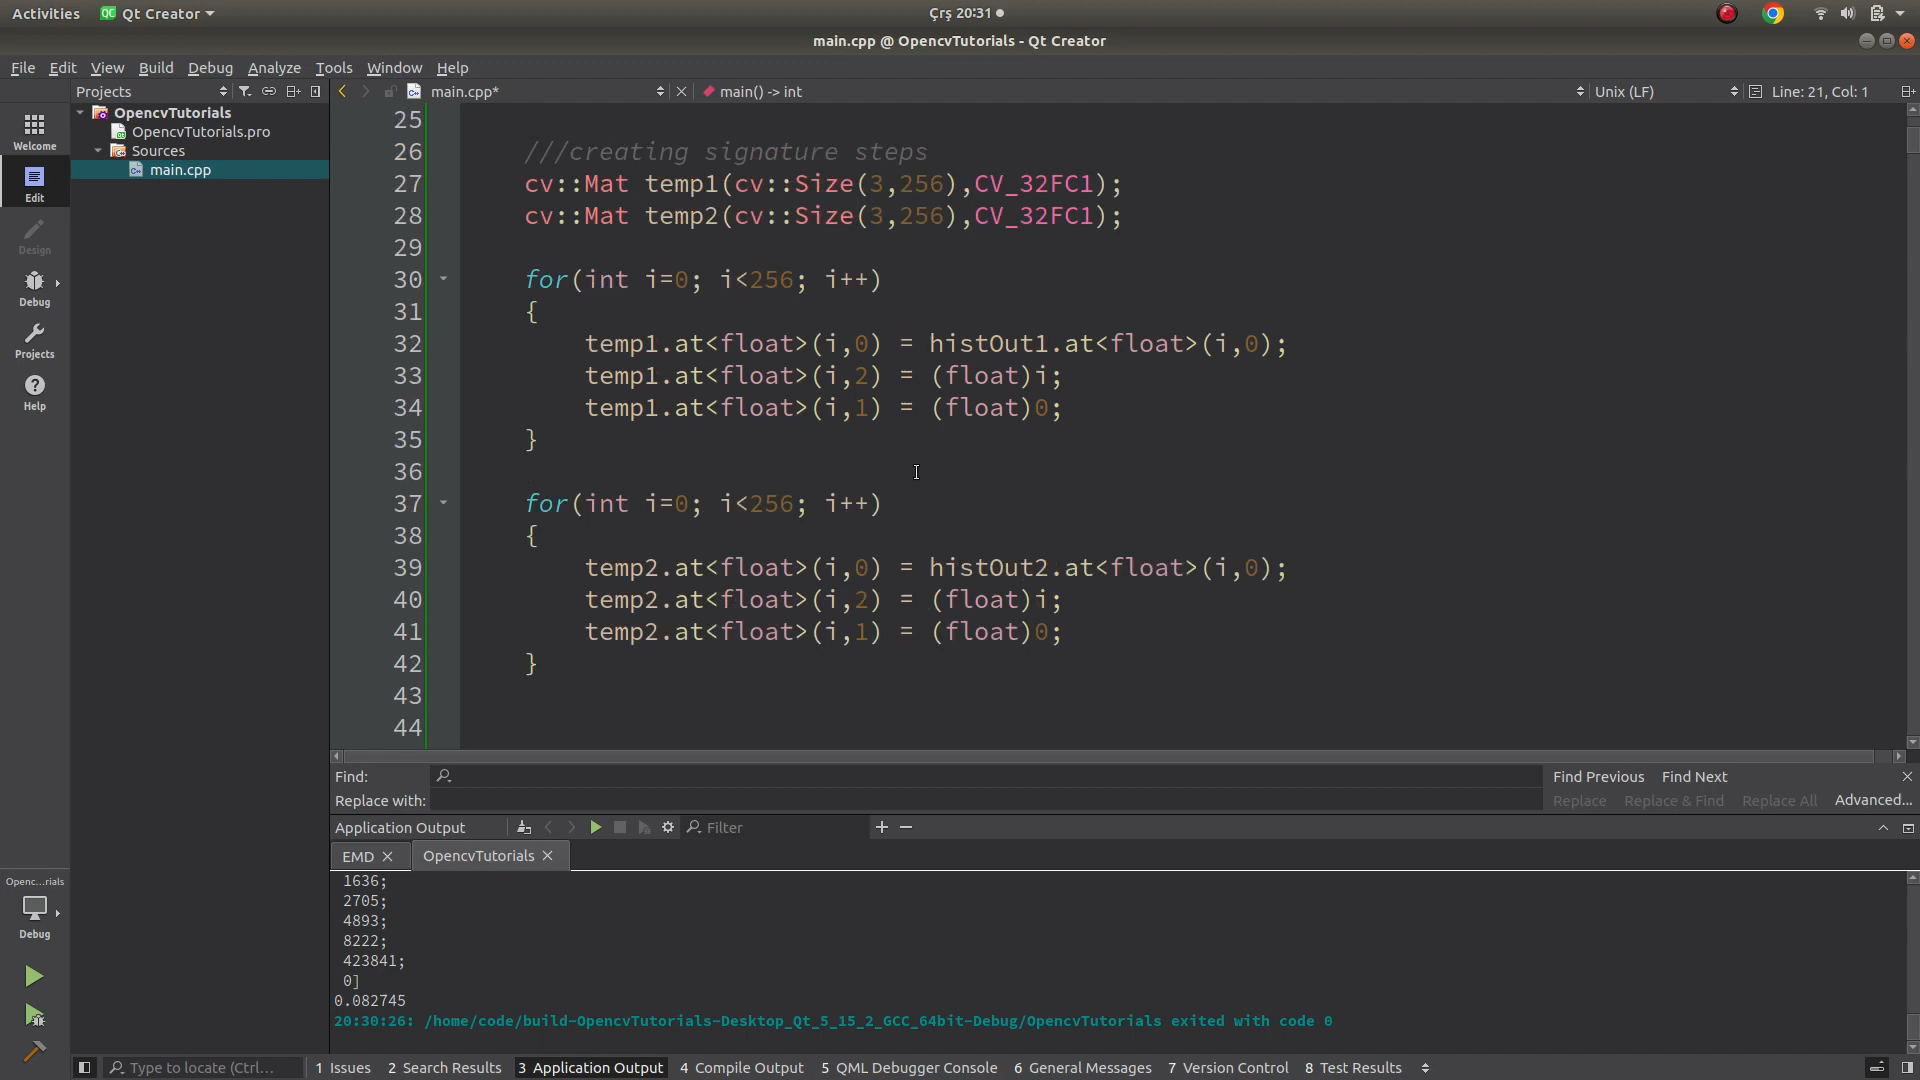 Activities Qt Creator Çrş 20:31
main.cpp @ OpencvTutorials - Qt Creator
File Edit View Build Debug Analyze Tools Window Help
Projects main.cpp* main() -> int Unix (LF) Line: 21, Col: 1
OpencvTutorials
OpencvTutorials.pro
Sources
main.cpp
Welcome
Edit
Design
Debug
Projects
Help
25
26 ///creating signature steps
27 cv::Mat temp1(cv::Size(3,256),CV_32FC1);
28 cv::Mat temp2(cv::Size(3,256),CV_32FC1);
29
30 for(int i=0; i<256; i++)
31 {
32 temp1.at<float>(i,0) = histOut1.at<float>(i,0);
33 temp1.at<float>(i,2) = (float)i;
34 temp1.at<float>(i,1) = (float)0;
35 }
36
37 for(int i=0; i<256; i++)
38 {
39 temp2.at<float>(i,0) = histOut2.at<float>(i,0);
40 temp2.at<float>(i,2) = (float)i;
41 temp2.at<float>(i,1) = (float)0;
42 }
43
44
Find: Find Previous Find Next
Replace with: Replace Replace & Find Replace All Advanced...
Application Output Filter
EMD OpencvTutorials
1636;
2705;
4893;
8222;
423841;
0]
0.082745
20:30:26: /home/code/build-OpencvTutorials-Desktop_Qt_5_15_2_GCC_64bit-Debug/OpencvTutorials exited with code 0
Openc...rials
Debug
Type to locate (Ctrl... 1 Issues 2 Search Results 3 Application Output 4 Compile Output 5 QML Debugger Console 6 General Messages 7 Version Control 8 Test Results